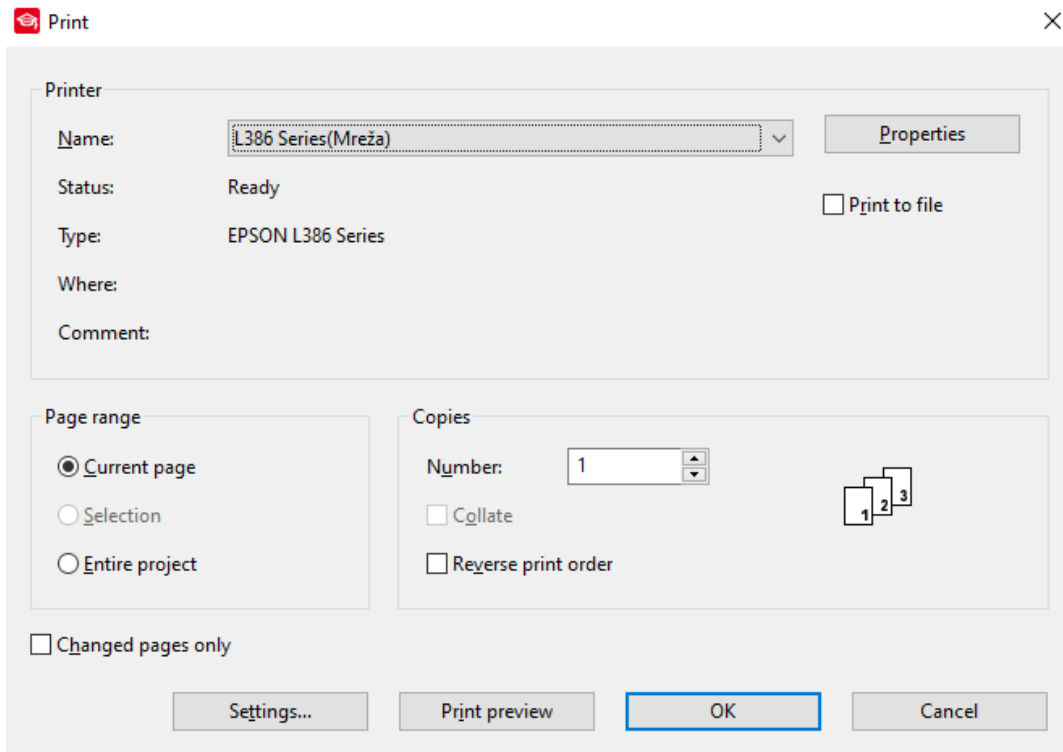 Print
Printer
Name:
L386 Series(Mreža)
Properties
Status:
Ready
Print to file
Type:
EPSON L386 Series
Where:
Comment:
Page range
Current page
Selection
Entire project
Copies
Number:
1
Collate
Reverse print order
1 2 3
Changed pages only
Settings...
Print preview
OK
Cancel